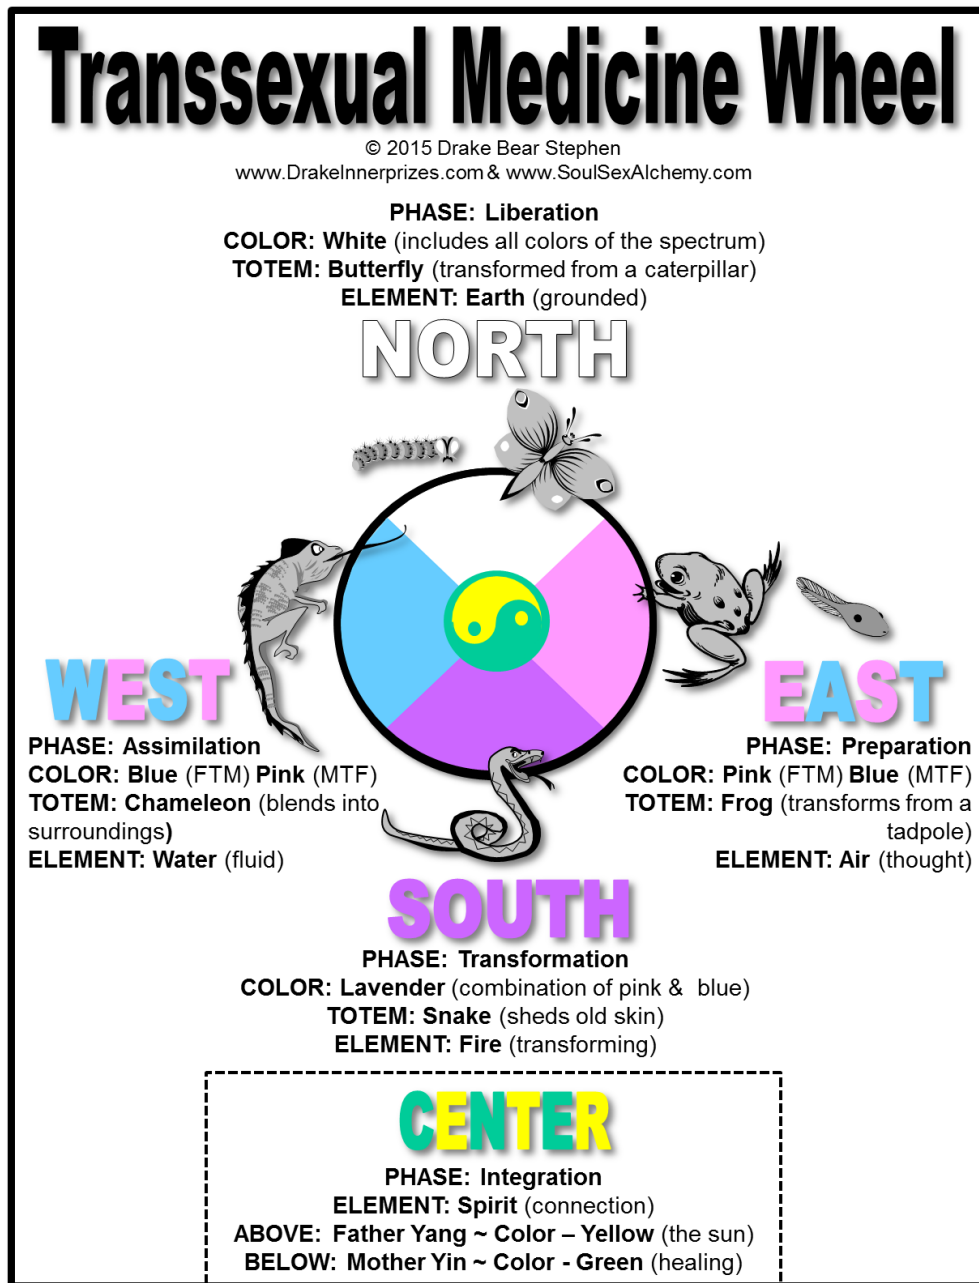 Transsexual Medicine Wheel
© 2015 Drake Bear Stephen
www.DrakeInnerprizes.com & www.SoulSexAlchemy.com
PHASE: Liberation
COLOR: White (includes all colors of the spectrum)
TOTEM: Butterfly (transformed from a caterpillar)
ELEMENT: Earth (grounded)
NORTH
WEST
PHASE: Assimilation
COLOR: Blue (FTM) Pink (MTF)
TOTEM: Chameleon (blends into
surroundings)
ELEMENT: Water (fluid)
EAST
PHASE: Preparation
COLOR: Pink (FTM) Blue (MTF)
TOTEM: Frog (transforms from a
tadpole)
ELEMENT: Air (thought)
SOUTH
PHASE: Transformation
COLOR: Lavender (combination of pink & blue)
TOTEM: Snake (sheds old skin)
ELEMENT: Fire (transforming)
CENTER
PHASE: Integration
ELEMENT: Spirit (connection)
ABOVE: Father Yang ~ Color – Yellow (the sun)
BELOW: Mother Yin ~ Color - Green (healing)